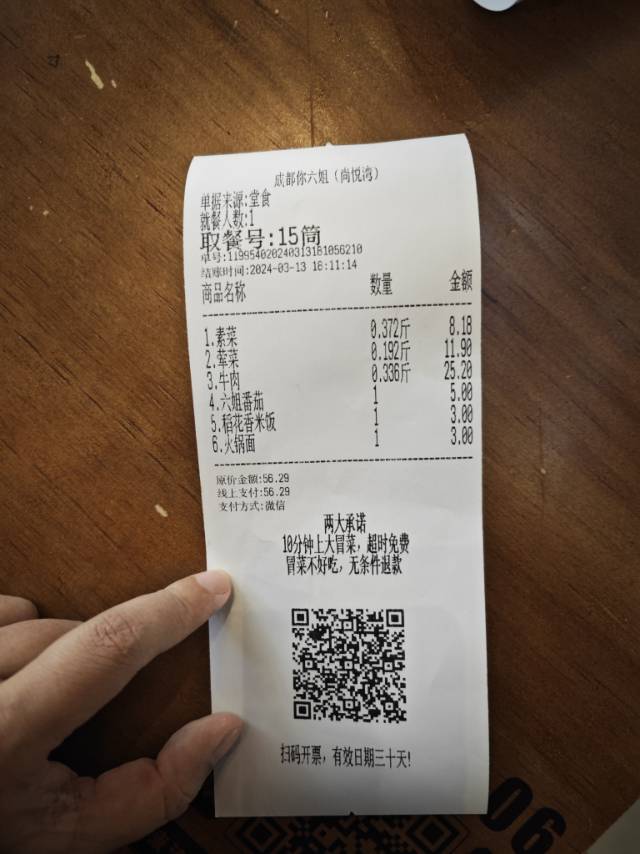 成都你六姐（尚悦湾）
单据来源:堂食
就餐人数:1
取餐号:15筒
单号:11995402024031318105621​0
结账时间:2024-03-13 18:11:14
商品名称 数量 金额
1.素菜 0.372斤 8.18
2.荤菜 0.192斤 11.90
3.牛肉 0.336斤 25.20
4.六姐番茄 1 5.00
5.稻花香米饭 1 3.00
6.火锅面 1 3.00
原价金额:56.29
线上支付:56.29
支付方式:微信
两大承诺
10分钟上大冒菜，超时免费
冒菜不好吃，无条件退款
扫码开票，有效日期三十天!
06